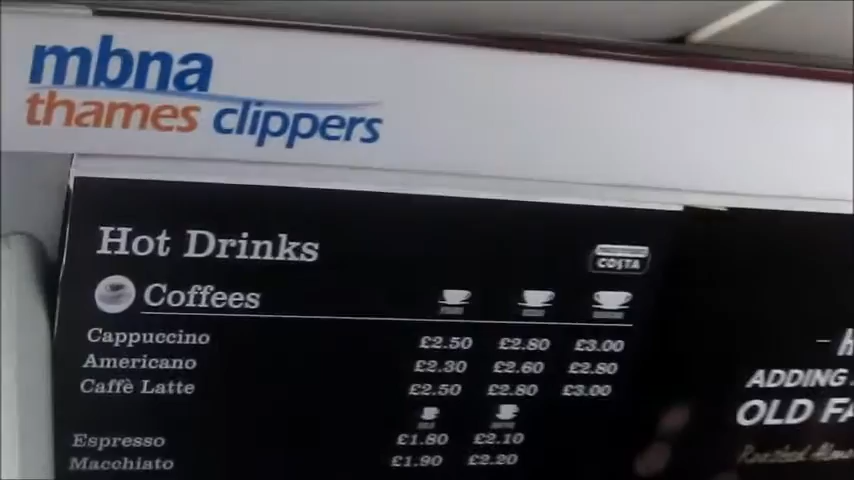 mbna
thames clippers
Hot Drinks
COSTA
Coffees
Cappuccino £2.50 £2.80 £3.00
Americano £2.30 £2.60 £2.80
Caffè Latte £2.50 £2.80 £3.00
Espresso £1.80 £2.10
Macchiato £1.90 £2.20
ADDING
OLD FA
Roasted Almo